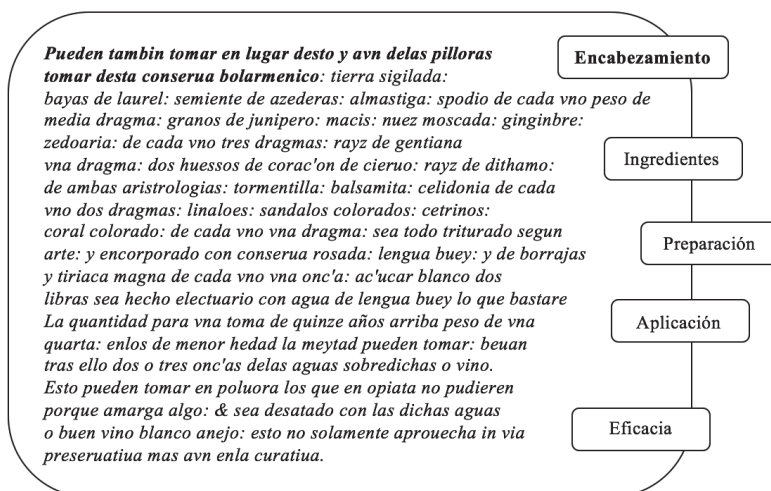 Pueden tambin tomar en lugar desto y avn delas pilloras
tomar desta conserua bolarmenico: tierra sigilada:
bayas de laurel: semiente de azederas: almastiga: spodio de cada vno peso de
media dragma: granos de junipero: macis: nuez moscada: ginginbre:
zedoaria: de cada vno tres dragmas: rayz de gentiana
vna dragma: dos huessos de corac'on de cieruo: rayz de dithamo:
de ambas aristrologias: tormentilla: balsamita: celidonia de cada
vno dos dragmas: linaloes: sandalos colorados: cetrinos:
coral colorado: de cada vno vna dragma: sea todo triturado segun
arte: y encorporado con conserua rosada: lengua buey: y de borrajas
y tiriaca magna de cada vno vna onc'a: ac'ucar blanco dos
libras sea hecho electuario con agua de lengua buey lo que bastare
La quantidad para vna toma de quinze años arriba peso de vna
quarta: enlos de menor hedad la meytad pueden tomar: beuan
tras ello dos o tres onc'as delas aguas sobredichas o vino.
Esto pueden tomar en poluora los que en opiata no pudieren
porque amarga algo: & sea desatado con las dichas aguas
o buen vino blanco anejo: esto no solamente aprouecha in via
preseruatiua mas avn enla curatiua.
Encabezamiento
Ingredientes
Preparación
Aplicación
Eficacia